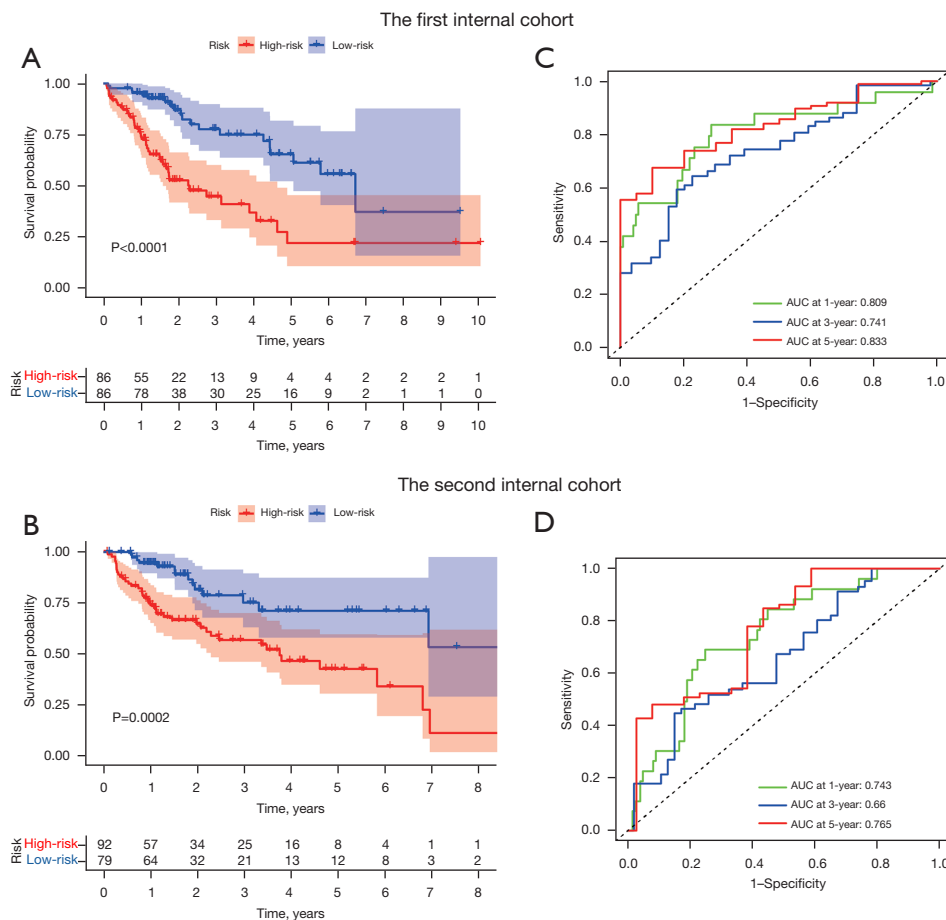 The first internal cohort
A
Risk High-risk Low-risk
Survival probability
1.00
0.75
0.50
0.25
0.00
P<0.0001
0 1 2 3 4 5 6 7 8 9 10
Time, years
Risk
High-risk 86 55 22 13 9 4 4 2 2 2 1
Low-risk 86 78 38 30 25 16 9 2 1 1 0
0 1 2 3 4 5 6 7 8 9 10
Time, years
C
Sensitivity
1.0
0.8
0.6
0.4
0.2
0.0
AUC at 1-year: 0.809
AUC at 3-year: 0.741
AUC at 5-year: 0.833
0.0 0.2 0.4 0.6 0.8 1.0
1–Specificity
The second internal cohort
B
Risk High-risk Low-risk
Survival probability
1.00
0.75
0.50
0.25
0.00
P=0.0002
0 1 2 3 4 5 6 7 8
Time, years
Risk
High-risk 92 57 34 25 16 8 4 1 1
Low-risk 79 64 32 21 13 12 8 3 2
0 1 2 3 4 5 6 7 8
Time, years
D
Sensitivity
1.0
0.8
0.6
0.4
0.2
0.0
AUC at 1-year: 0.743
AUC at 3-year: 0.66
AUC at 5-year: 0.765
0.0 0.2 0.4 0.6 0.8 1.0
1–Specificity